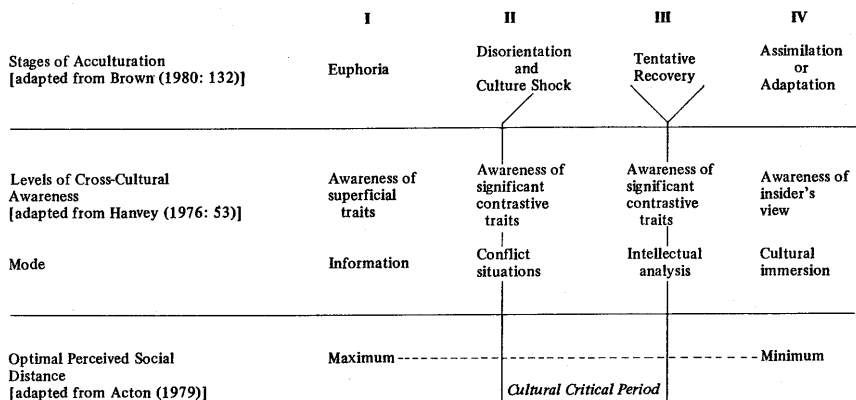 I II III IV
Stages of Acculturation
[adapted from Brown (1980: 132)]
Euphoria
Disorientation
and
Culture Shock
Tentative
Recovery
Assimilation
or
Adaptation
Levels of Cross-Cultural
Awareness
[adapted from Hanvey (1976: 53)]
Awareness of
superficial
traits
Awareness of
significant
contrastive
traits
Awareness of
significant
contrastive
traits
Awareness of
insider's
view
Mode
Information
Conflict
situations
Intellectual
analysis
Cultural
immersion
Optimal Perceived Social
Distance
[adapted from Acton (1979)]
Maximum
Minimum
Cultural Critical Period